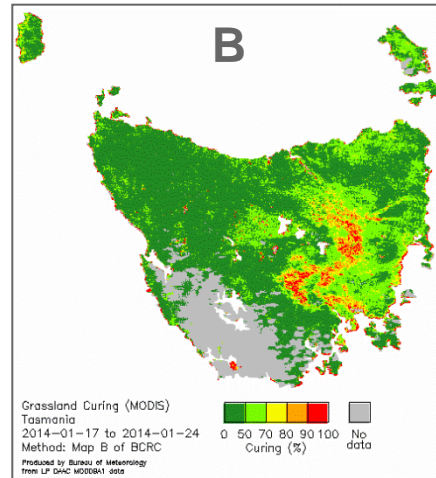 B
Grassland Curing (MODIS)
Tasmania
2014-01-17 to 2014-01-24
Method: Map B of BCRC
Produced by Bureau of Meteorology
from LP DAAC MOD09A1 data
0 50 70 80 90 100
Curing (%)
No
data